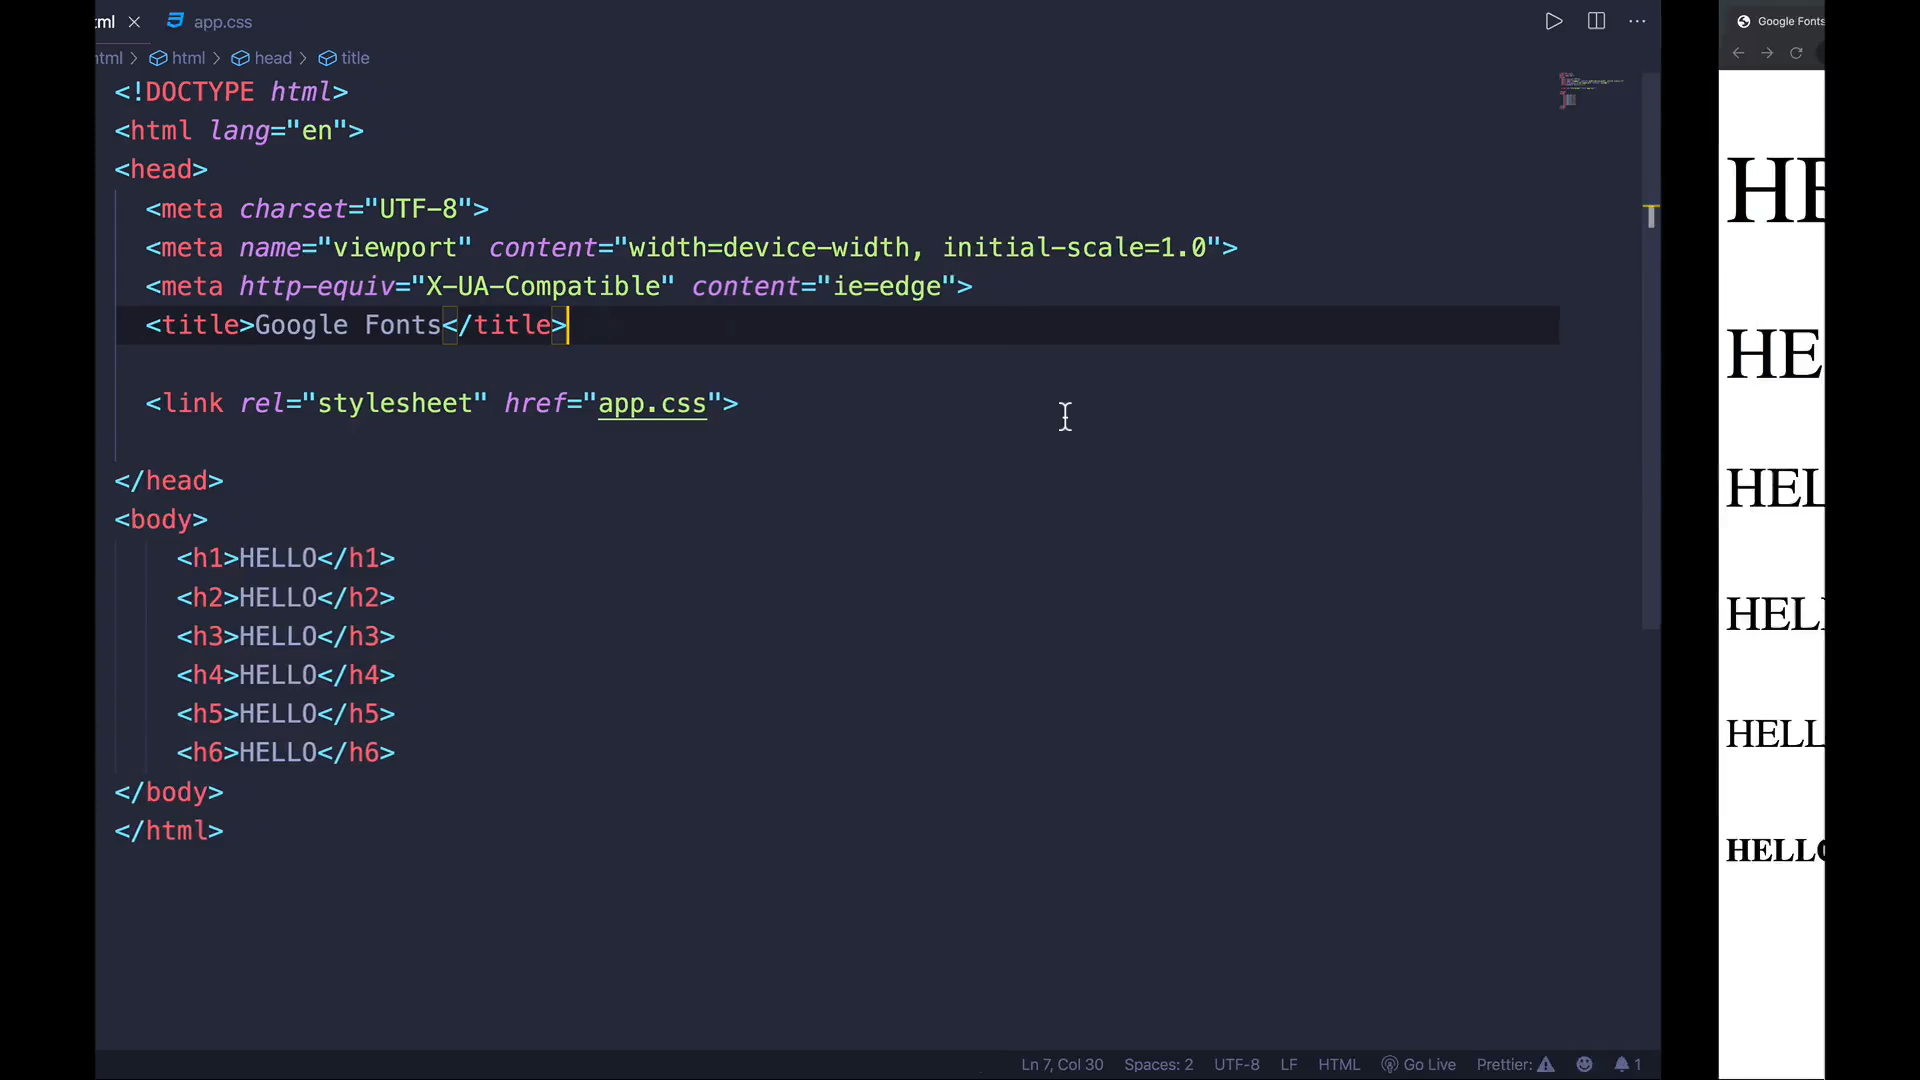 tml app.css
html html head title
<!DOCTYPE html>
<html lang="en">
<head>
<meta charset="UTF-8">
<meta name="viewport" content="width=device-width, initial-scale=1.0">
<meta http-equiv="X-UA-Compatible" content="ie=edge">
<title>Google Fonts</title>
<link rel="stylesheet" href="app.css">
</head>
<body>
<h1>HELLO</h1>
<h2>HELLO</h2>
<h3>HELLO</h3>
<h4>HELLO</h4>
<h5>HELLO</h5>
<h6>HELLO</h6>
</body>
</html>
Ln 7, Col 30 Spaces: 2 UTF-8 LF HTML Go Live Prettier: 1
Google Fonts
HE
HE
HEL
HELL
HELL
HELLO